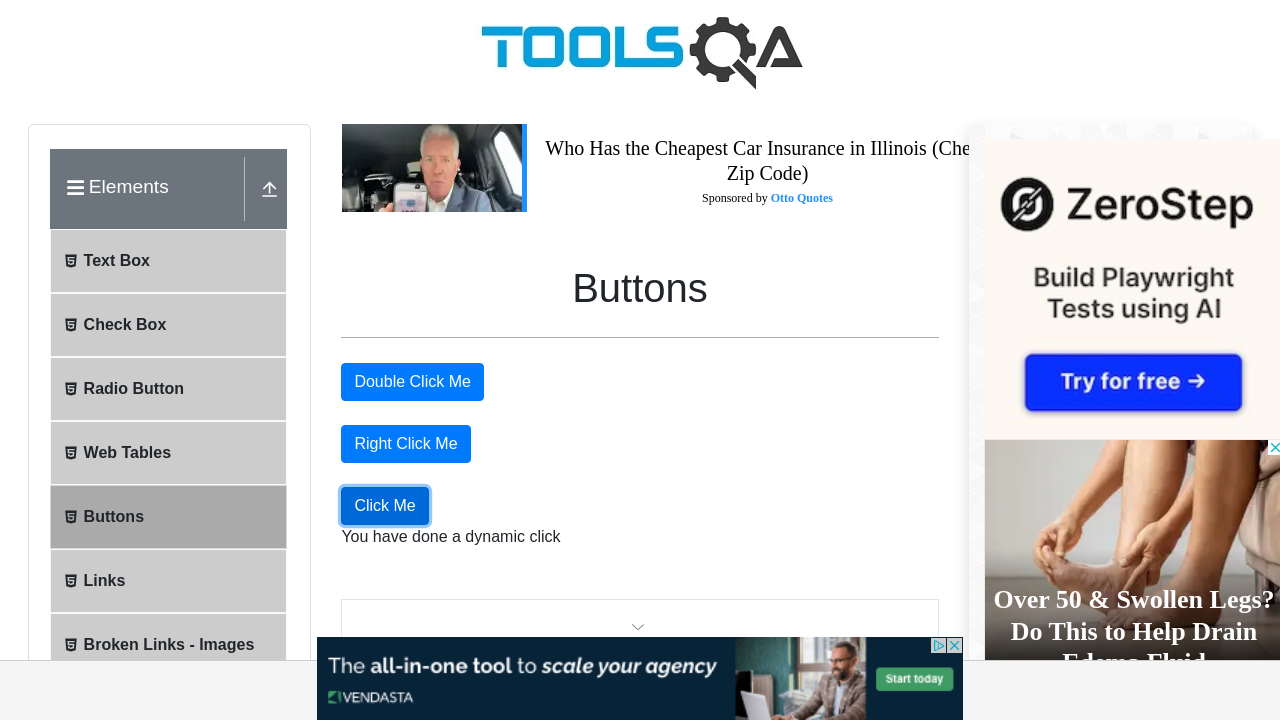 TOOLSQA
Elements
Text Box
Check Box
Radio Button
Web Tables
Buttons
Links
Broken Links - Images
Who Has the Cheapest Car Insurance in Illinois (Che
Zip Code)
Sponsored by Otto Quotes
Buttons
Double Click Me
Right Click Me
Click Me
You have done a dynamic click
ZeroStep
Build Playwright
Tests using AI
Try for free →
Over 50 & Swollen Legs?
Do This to Help Drain
Edema Fluid
The all-in-one tool to scale your agency
VENDASTA
Start today